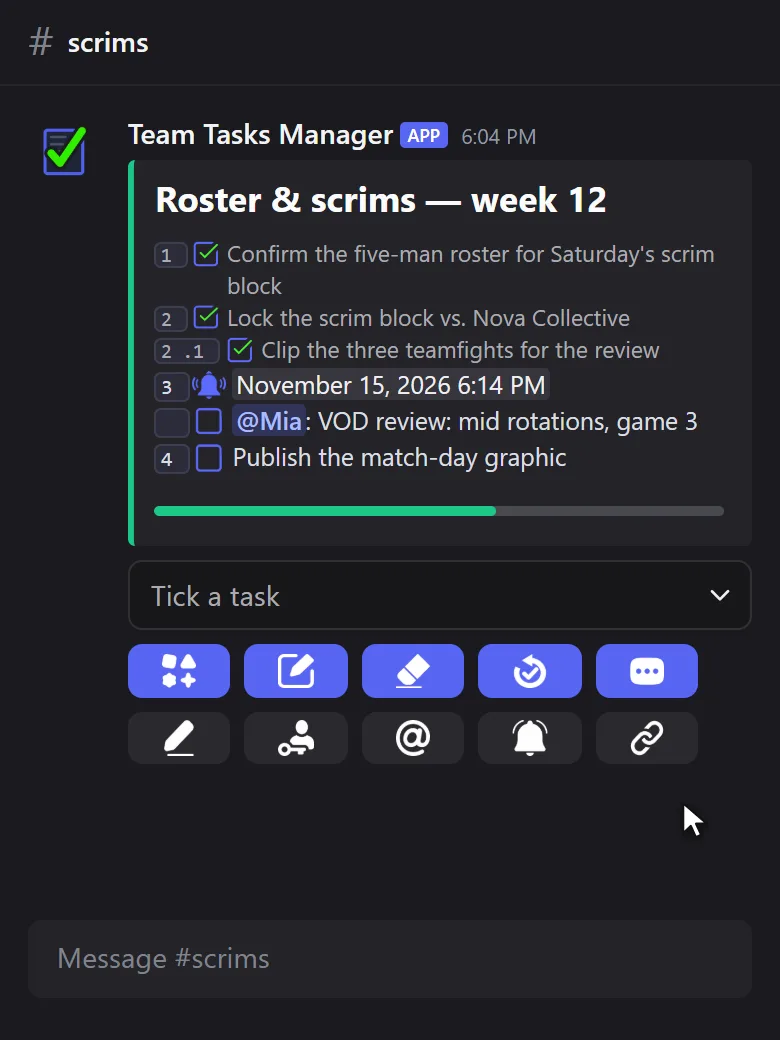 # scrims
Team Tasks Manager APP 6:04 PM
Roster & scrims — week 12
1 Confirm the five-man roster for Saturday's scrim
block
2 Lock the scrim block vs. Nova Collective
2 .1 Clip the three teamfights for the review
3 November 15, 2026 6:14 PM
@Mia: VOD review: mid rotations, game 3
4 Publish the match-day graphic
Tick a task
Message #scrims